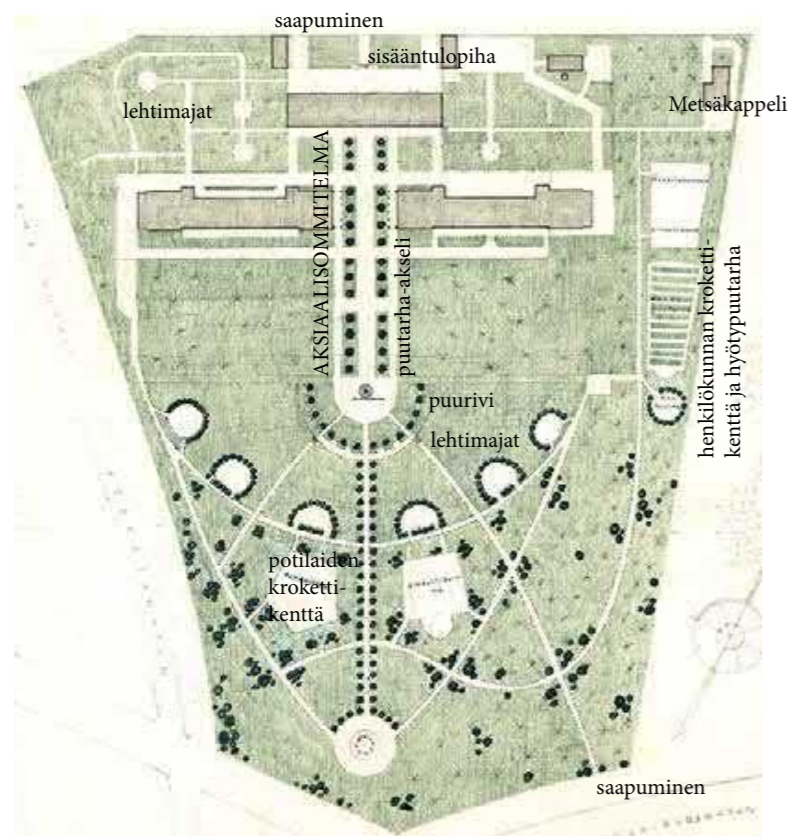 saapuminen
sisääntulopiha
lehtimajat
Metsäkappeli
AKSIAALISOMMITELMA
puutarha-akseli
henkilökunnan kroketti-
kenttä ja hyötypuutarha
puurivi
lehtimajat
potilaiden
kroketti-
kenttä
saapuminen